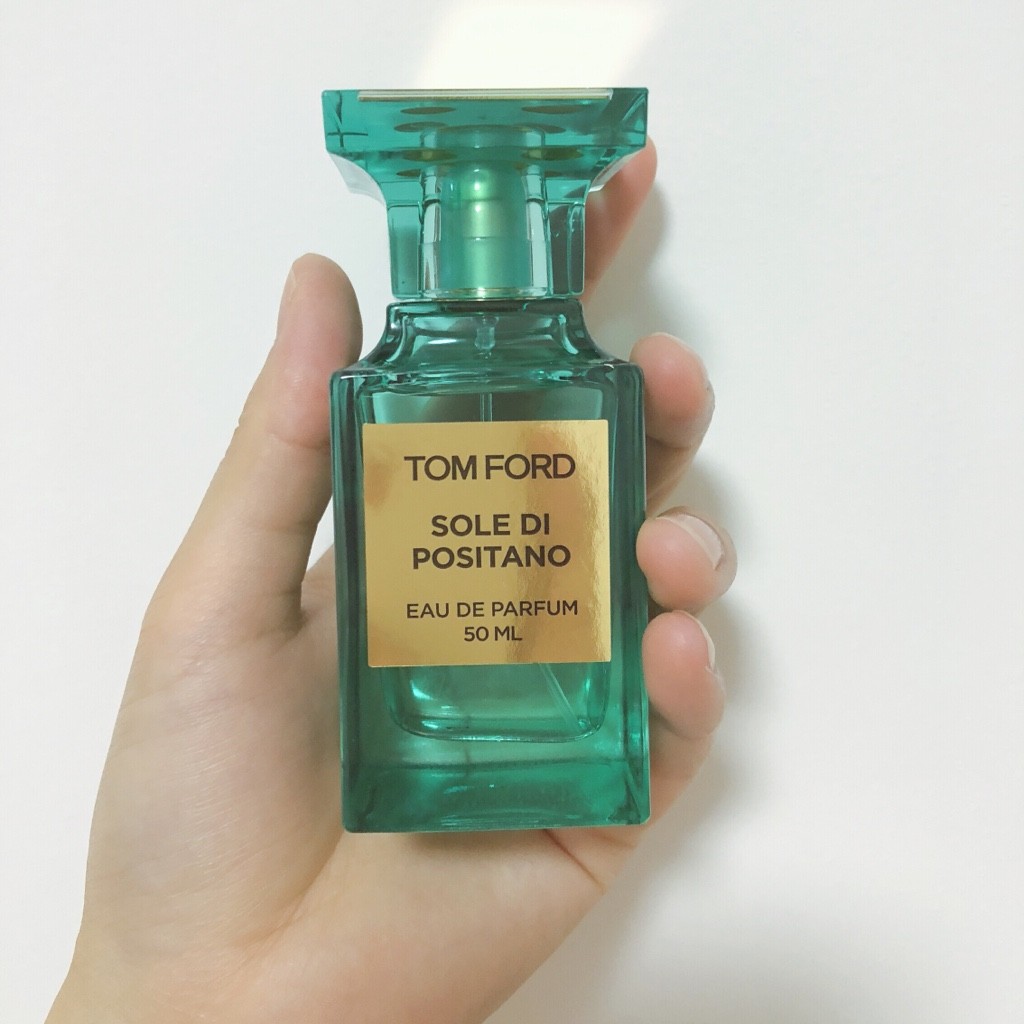 TOM FORD
SOLE DI
POSITANO
EAU DE PARFUM
50 ML